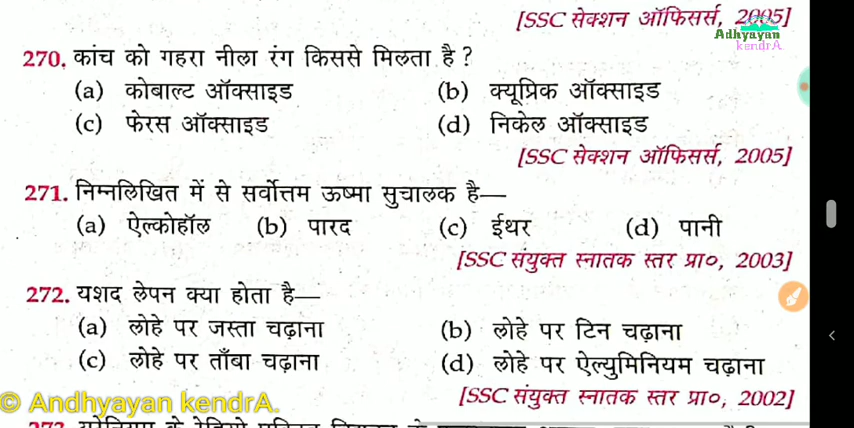 [SSC सेक्शन ऑफिसर्स, 2005]
Adhyayan
kendrA
270. कांच को गहरा नीला रंग किससे मिलता है ?
(a) कोबाल्ट ऑक्साइड (b) क्यूप्रिक ऑक्साइड
(c) फेरस ऑक्साइड (d) निकेल ऑक्साइड
[SSC सेक्शन ऑफिसर्स, 2005]
271. निम्नलिखित में से सर्वोत्तम ऊष्मा सुचालक है—
(a) ऐल्कोहॉल (b) पारद (c) ईथर (d) पानी
[SSC संयुक्त स्नातक स्तर प्रा०, 2003]
272. यशद लेपन क्या होता है—
(a) लोहे पर जस्ता चढ़ाना (b) लोहे पर टिन चढ़ाना
(c) लोहे पर ताँबा चढ़ाना (d) लोहे पर ऐल्युमिनियम चढ़ाना
© Andhyayan kendrA. [SSC संयुक्त स्नातक स्तर प्रा०, 2002]